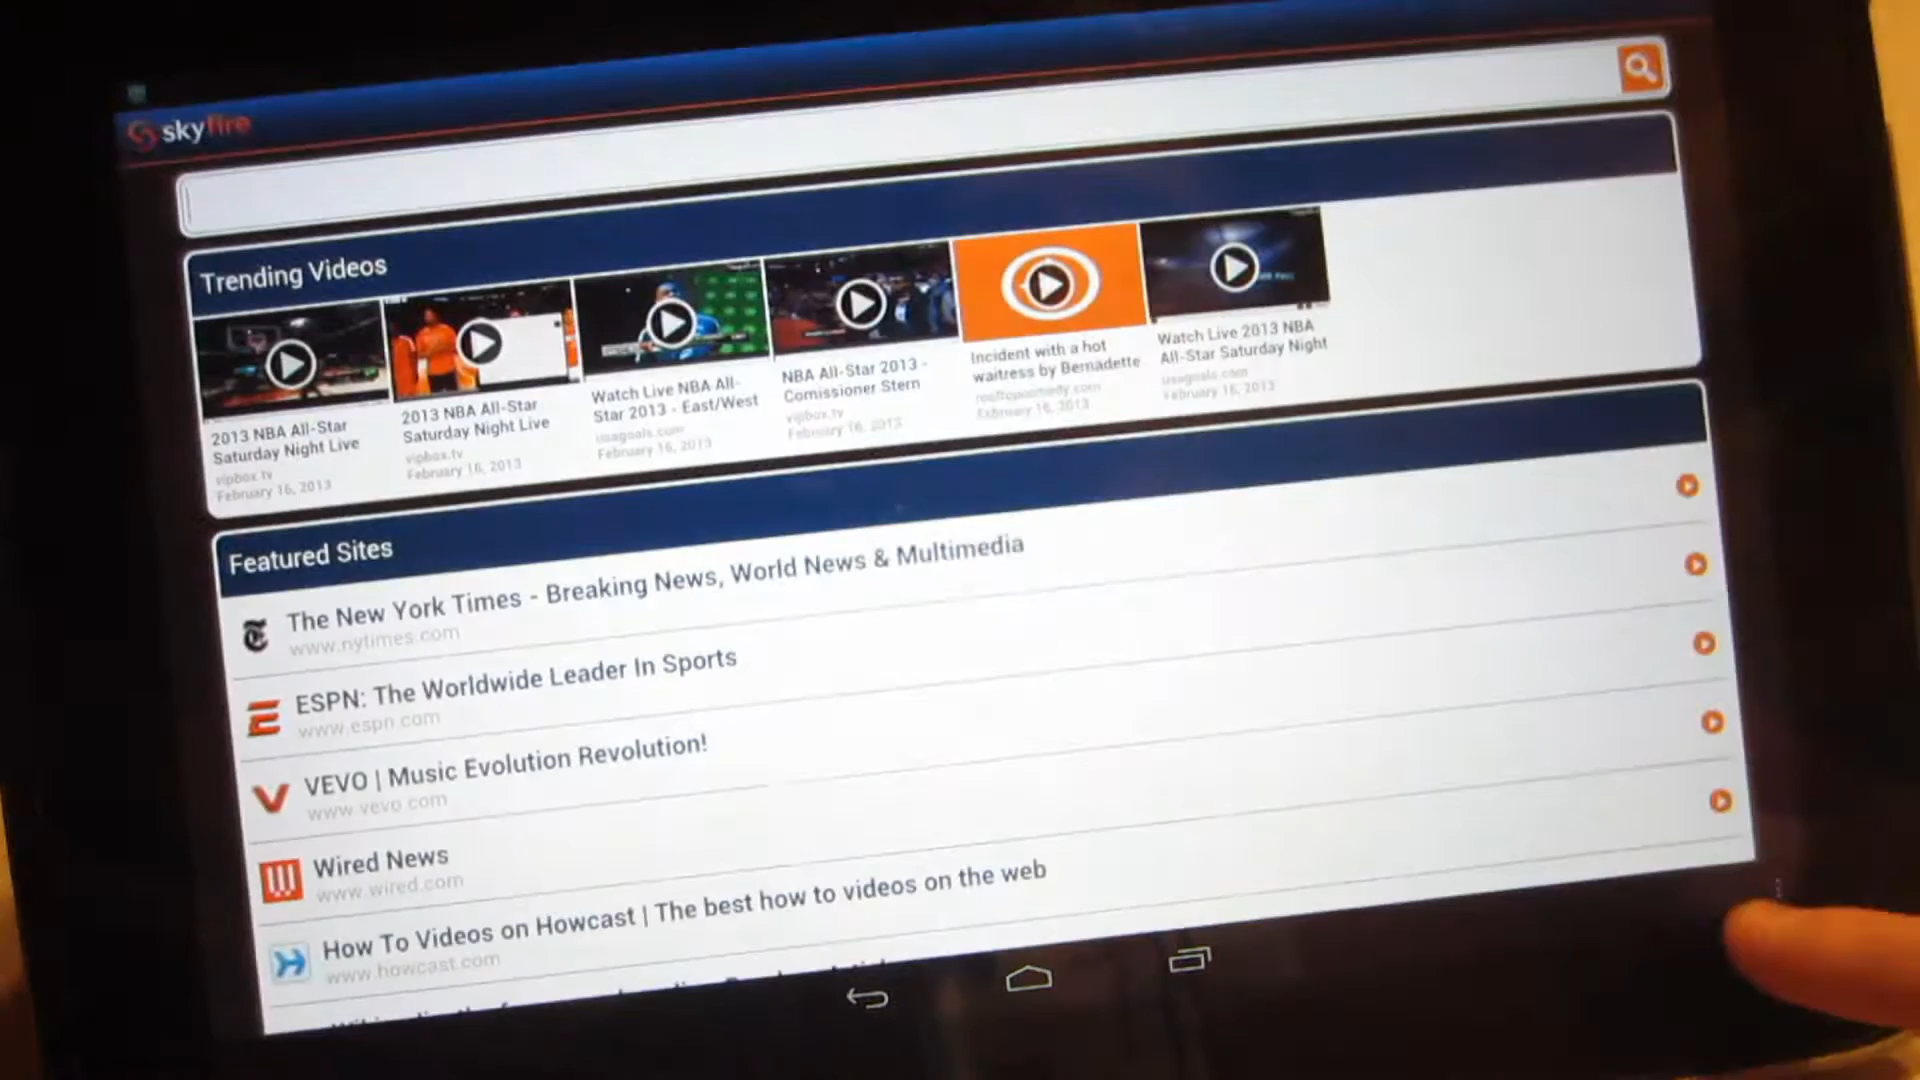 skyfire
Trending Videos
2013 NBA All-Star
Saturday Night Live
vipbox.tv
February 16, 2013
2013 NBA All-Star
Saturday Night Live
vipbox.tv
February 16, 2013
Watch Live NBA All-
Star 2013 - East/West
usagoals.com
February 16, 2013
NBA All-Star 2013 -
Comissioner Stern
vipbox.tv
February 16, 2013
Incident with a hot
waitress by Bernadette
rooftopcomedy.com
February 16, 2013
Watch Live 2013 NBA
All-Star Saturday Night
usagoals.com
February 16, 2013
Featured Sites
The New York Times - Breaking News, World News & Multimedia
www.nytimes.com
ESPN: The Worldwide Leader In Sports
www.espn.com
VEVO | Music Evolution Revolution!
www.vevo.com
Wired News
www.wired.com
How To Videos on Howcast | The best how to videos on the web
www.howcast.com